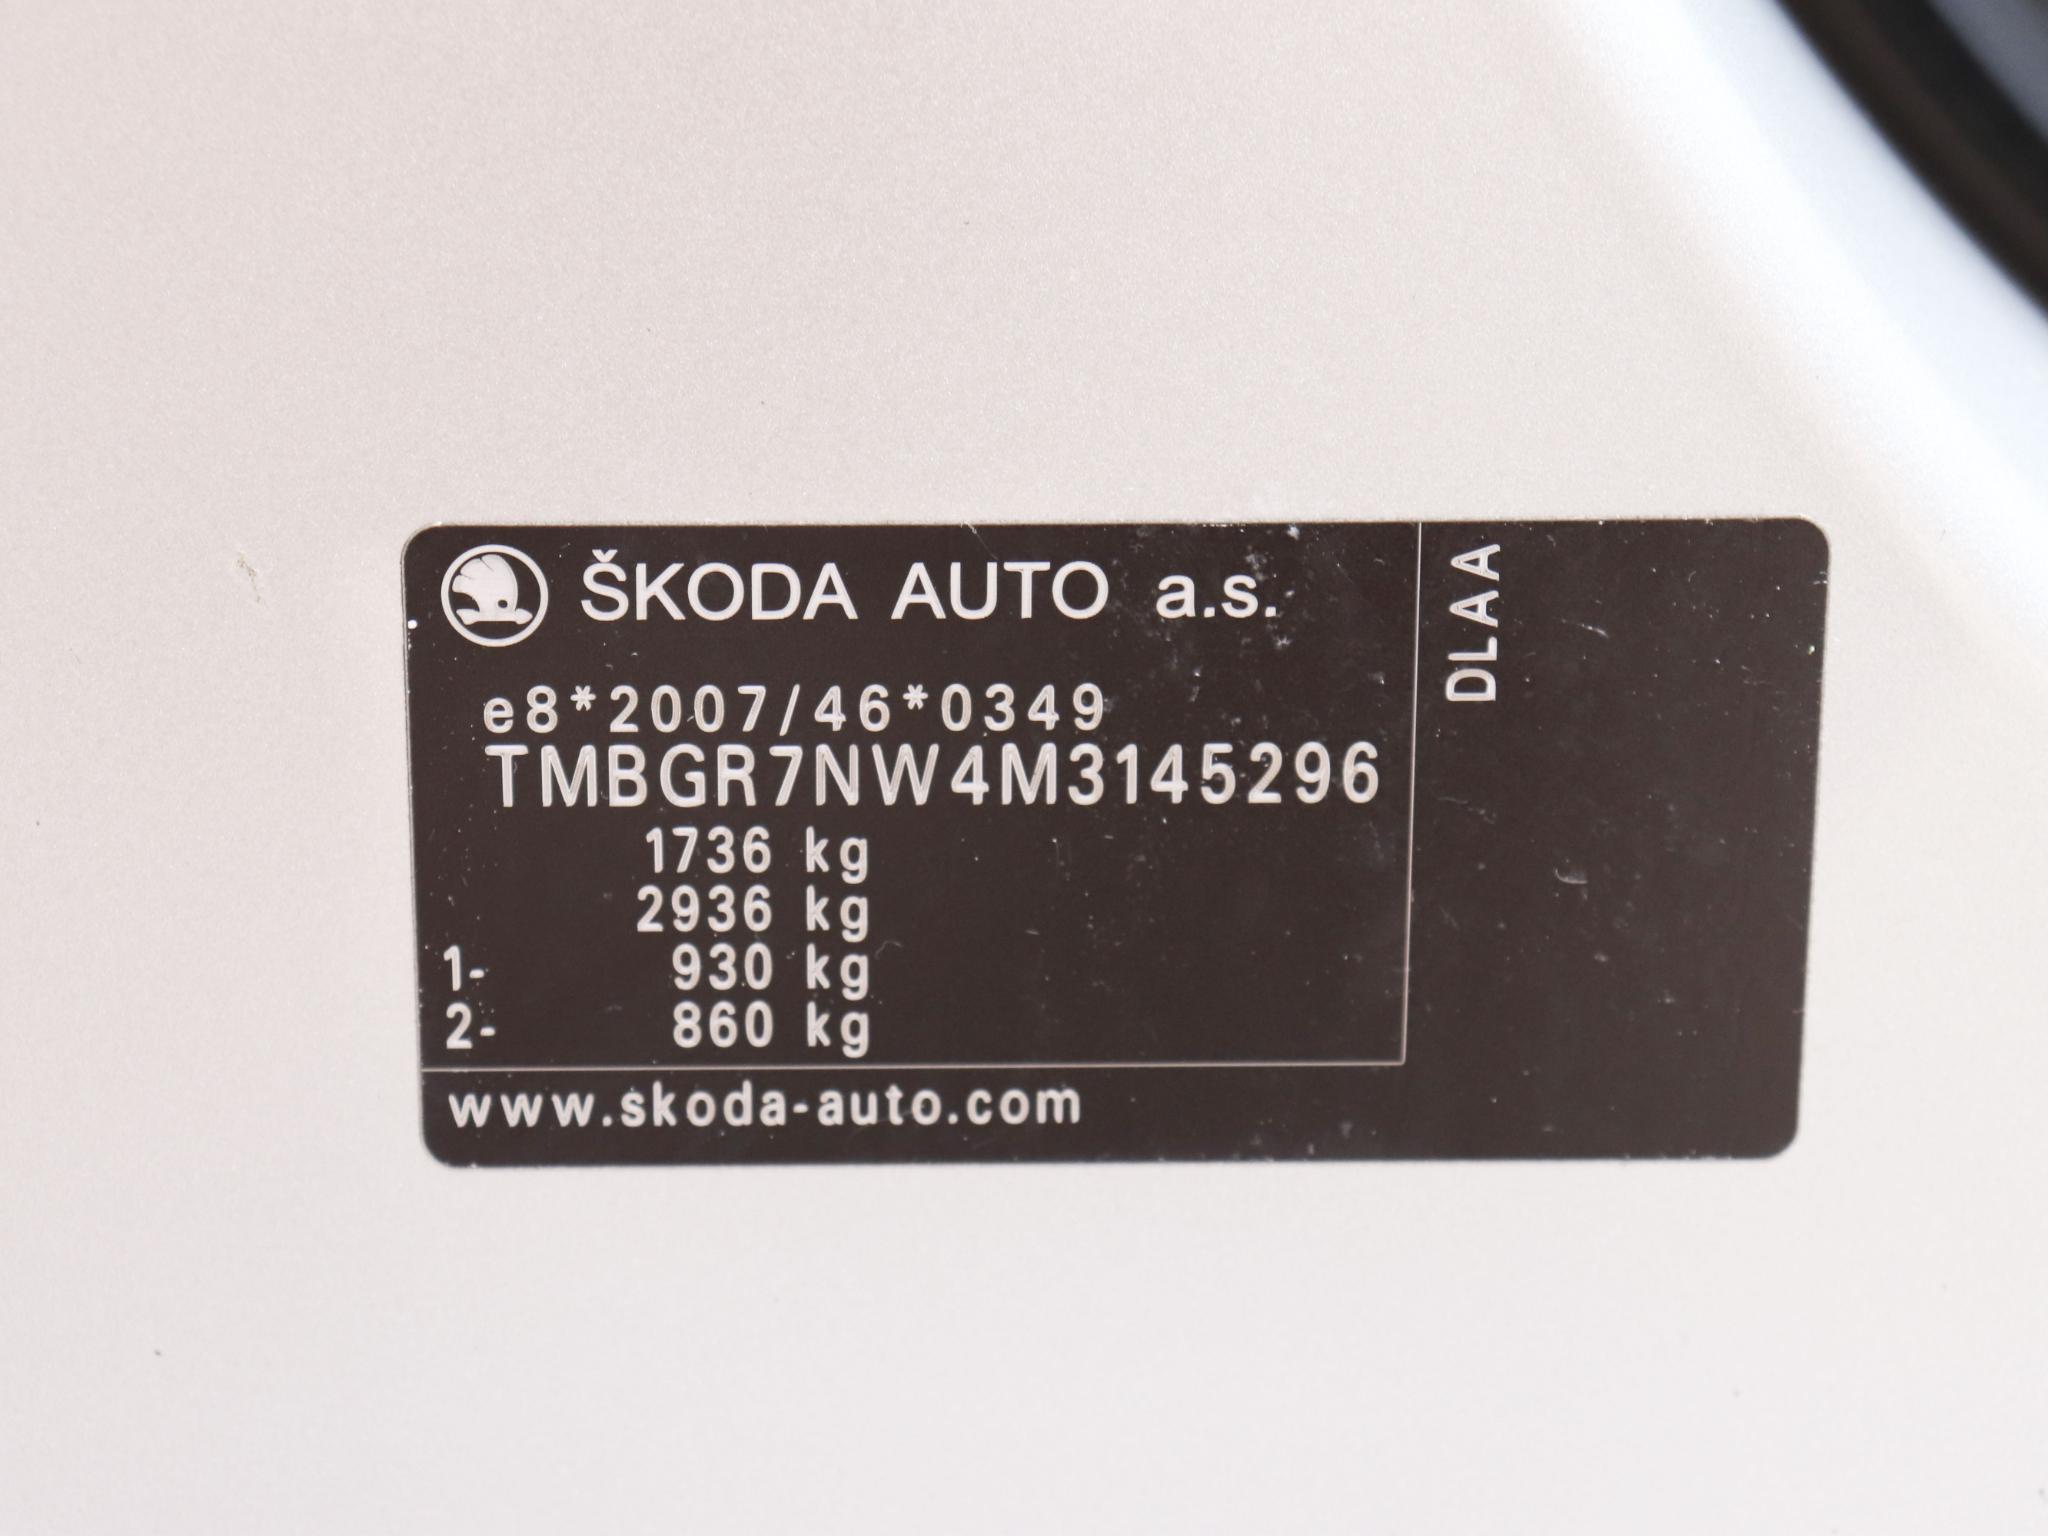 ŠKODA AUTO a.s.
e8*2007/46*0349
TMBGR7NW4M3145296
1736 kg
2936 kg
1- 930 kg
2- 860 kg
www.skoda-auto.com
DLAA